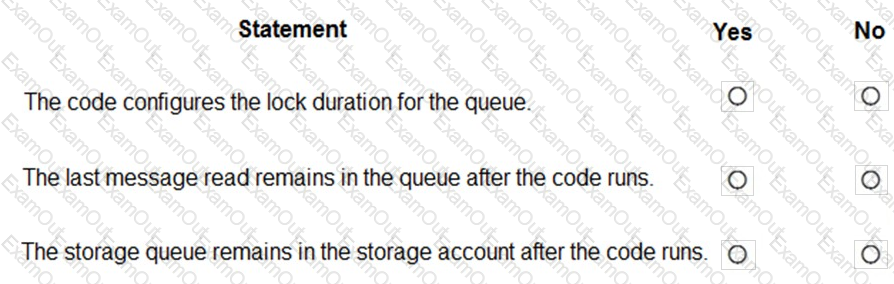 Statement Yes No
The code configures the lock duration for the queue.
The last message read remains in the queue after the code runs.
The storage queue remains in the storage account after the code runs.